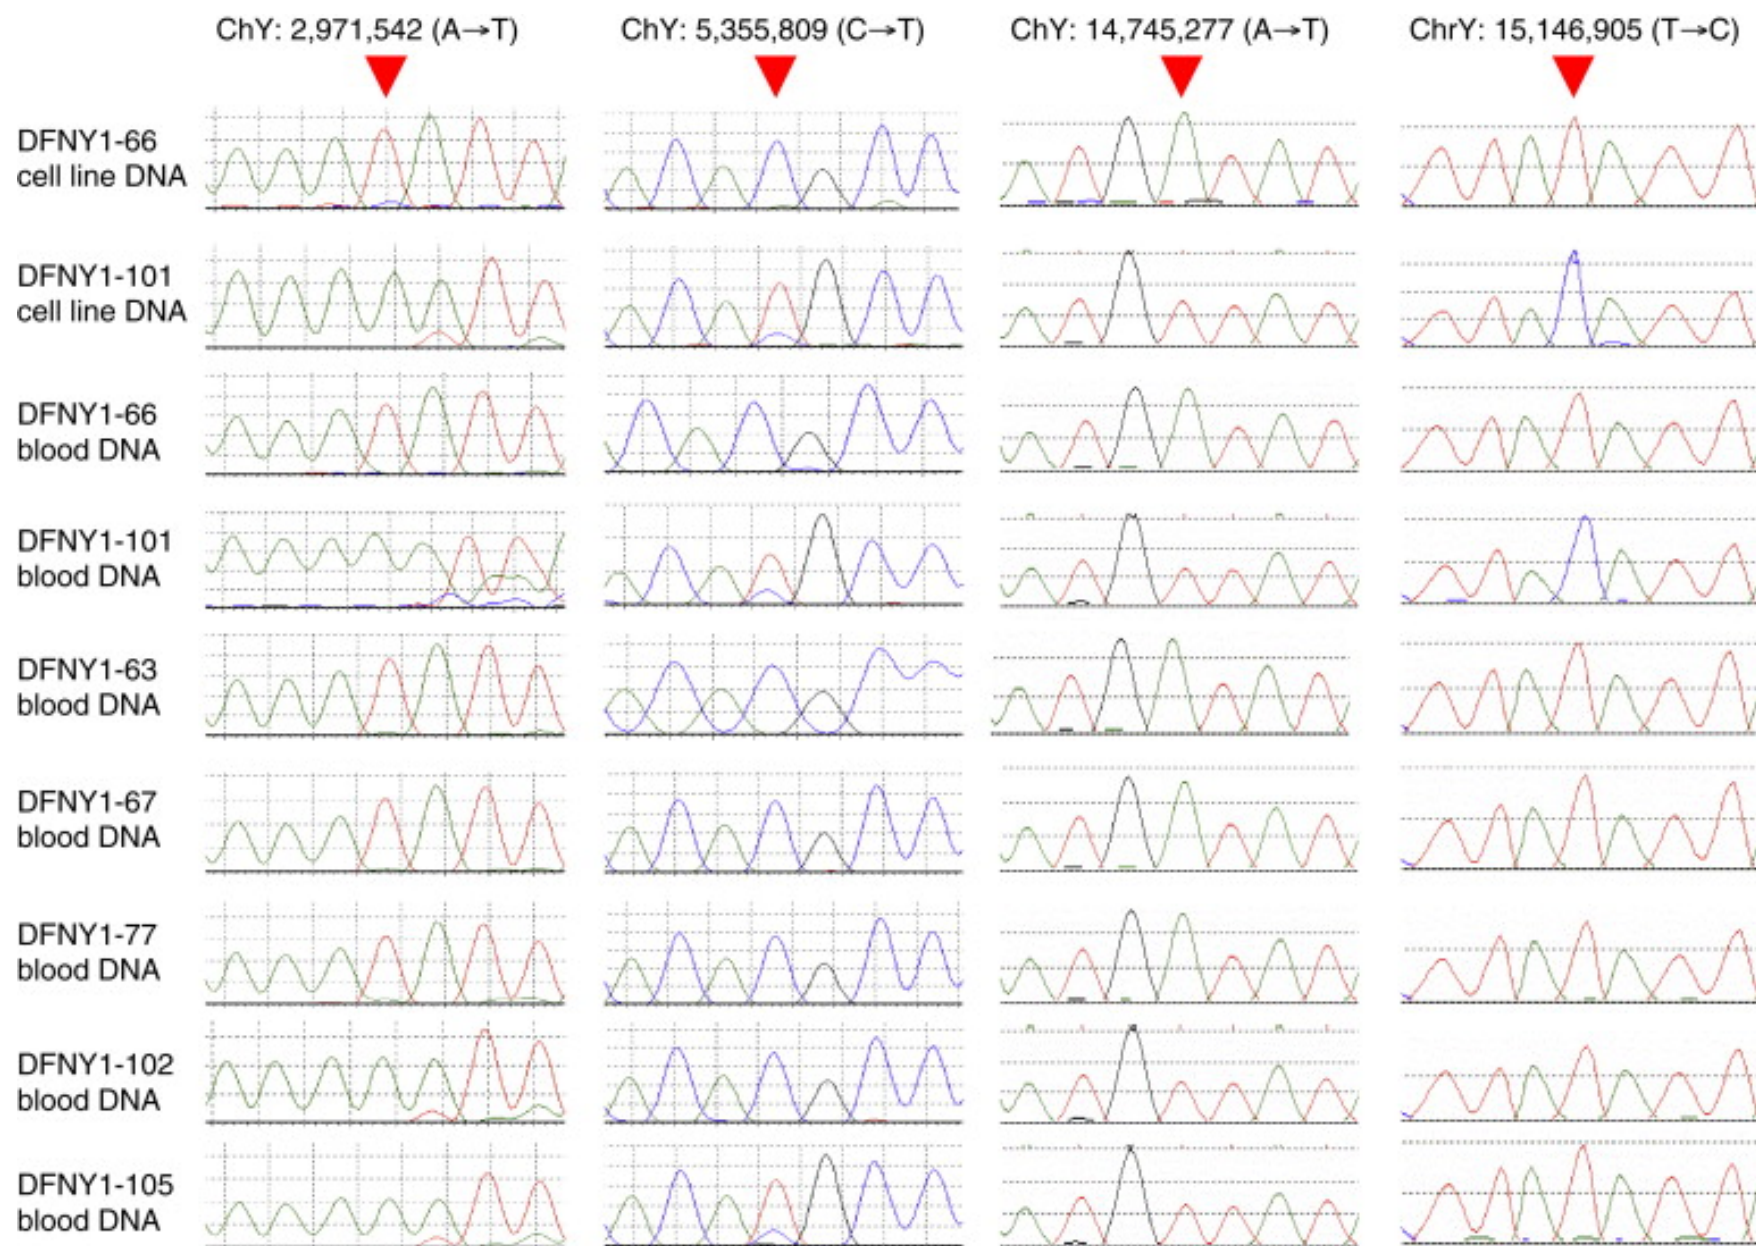 ChY: 2,971,542 (A→T)
ChY: 5,355,809 (C→T)
ChY: 14,745,277 (A→T)
ChrY: 15,146,905 (T→C)
DFNY1-66
cell line DNA
DFNY1-101
cell line DNA
DFNY1-66
blood DNA
DFNY1-101
blood DNA
DFNY1-63
blood DNA
DFNY1-67
blood DNA
DFNY1-77
blood DNA
DFNY1-102
blood DNA
DFNY1-105
blood DNA